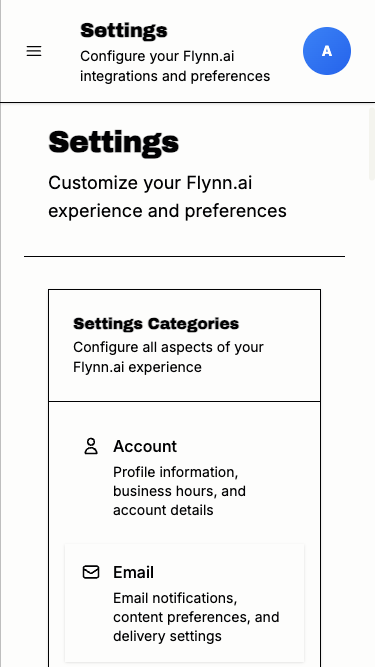 Settings
Configure your Flynn.ai
integrations and preferences
A
Settings
Customize your Flynn.ai
experience and preferences
Settings Categories
Configure all aspects of your
Flynn.ai experience
Account
Profile information,
business hours, and
account details
Email
Email notifications,
content preferences, and
delivery settings